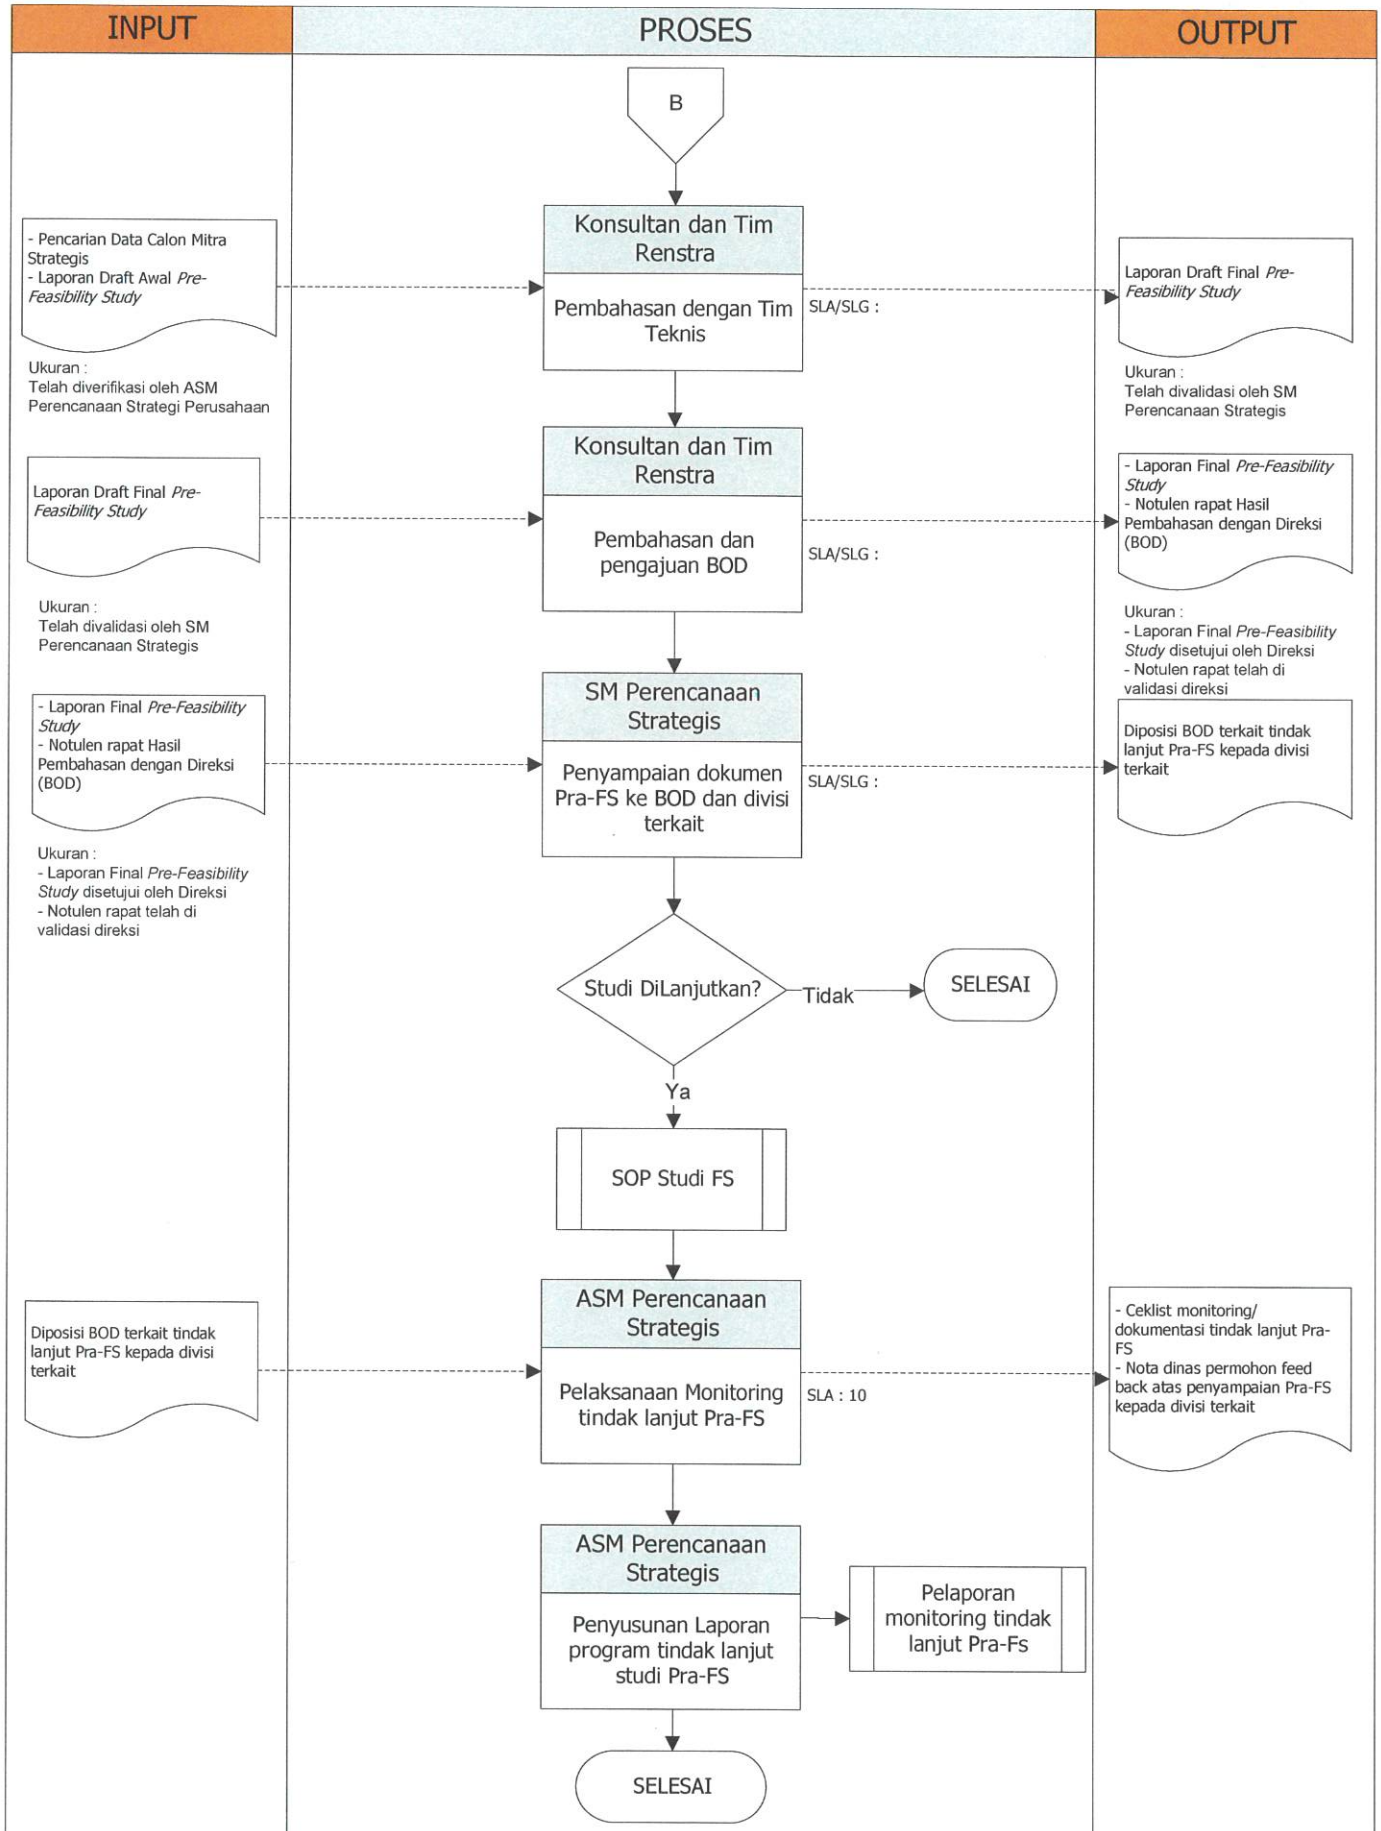 INPUT
PROSES
OUTPUT
B
- Pencarian Data Calon Mitra
Strategis
- Laporan Draft Awal Pre-
Feasibility Study
Ukuran :
Telah diverifikasi oleh ASM
Perencanaan Strategi Perusahaan
Konsultan dan Tim
Renstra
Pembahasan dengan Tim
Teknis
SLA/SLG :
Laporan Draft Final Pre-
Feasibility Study
Ukuran :
Telah divalidasi oleh SM
Perencanaan Strategis
Laporan Draft Final Pre-
Feasibility Study
Ukuran :
Telah divalidasi oleh SM
Perencanaan Strategis
Konsultan dan Tim
Renstra
Pembahasan dan
pengajuan BOD
SLA/SLG :
- Laporan Final Pre-Feasibility
Study
- Notulen rapat Hasil
Pembahasan dengan Direksi
(BOD)
Ukuran :
- Laporan Final Pre-Feasibility
Study disetujui oleh Direksi
- Notulen rapat telah di
validasi direksi
- Laporan Final Pre-Feasibility
Study
- Notulen rapat Hasil
Pembahasan dengan Direksi
(BOD)
Ukuran :
- Laporan Final Pre-Feasibility
Study disetujui oleh Direksi
- Notulen rapat telah di
validasi direksi
SM Perencanaan
Strategis
Penyampaian dokumen
Pra-FS ke BOD dan divisi
terkait
SLA/SLG :
Diposisi BOD terkait tindak
lanjut Pra-FS kepada divisi
terkait
Studi DiLanjutkan?
Tidak
SELESAI
Ya
SOP Studi FS
Diposisi BOD terkait tindak
lanjut Pra-FS kepada divisi
terkait
ASM Perencanaan
Strategis
Pelaksanaan Monitoring
tindak lanjut Pra-FS
SLA : 10
- Ceklist monitoring/
dokumentasi tindak lanjut Pra-
FS
- Nota dinas permohon feed
back atas penyampaian Pra-FS
kepada divisi terkait
ASM Perencanaan
Strategis
Penyusunan Laporan
program tindak lanjut
studi Pra-FS
Pelaporan
monitoring tindak
lanjut Pra-Fs
SELESAI